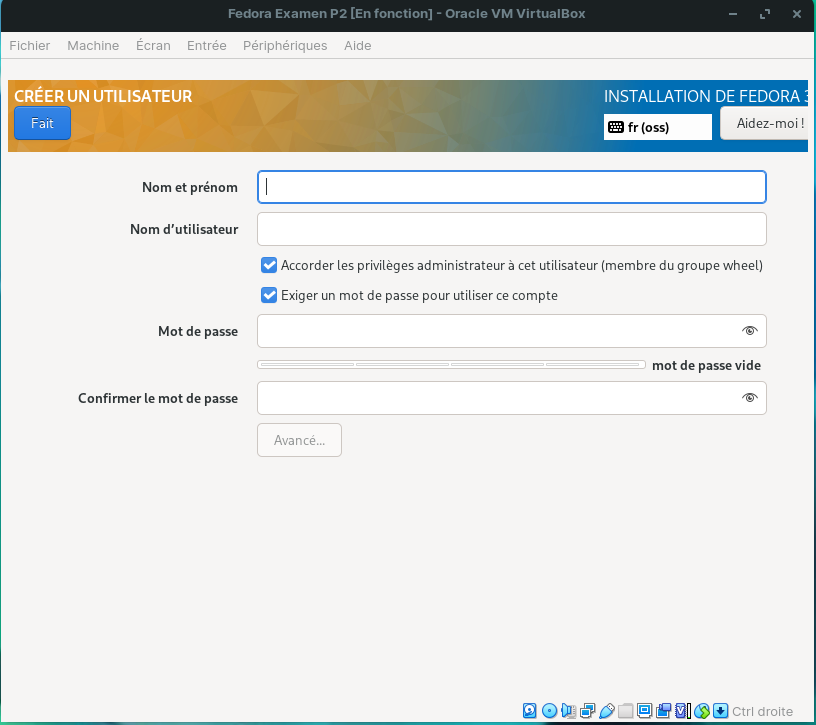 Fedora Examen P2 [En fonction] - Oracle VM VirtualBox
Fichier Machine Écran Entrée Périphériques Aide
CRÉER UN UTILISATEUR
INSTALLATION DE FEDORA
Fait
fr (oss)
Aidez-moi !
Nom et prénom
Nom d’utilisateur
Accorder les privilèges administrateur à cet utilisateur (membre du groupe wheel)
Exiger un mot de passe pour utiliser ce compte
Mot de passe
mot de passe vide
Confirmer le mot de passe
Avancé...
Ctrl droite